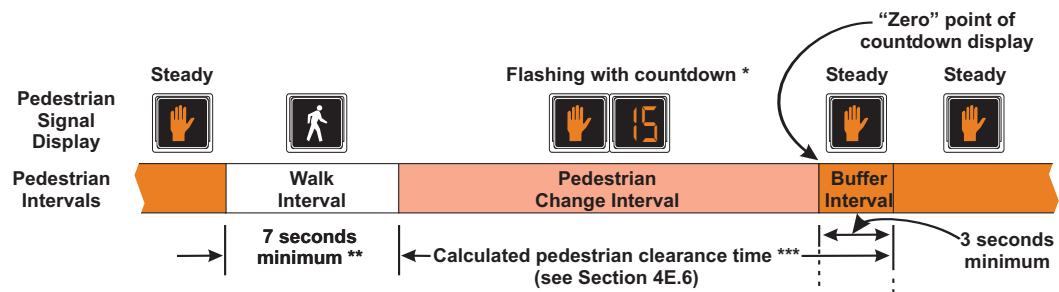 “Zero” point of
countdown display
Steady
Flashing with countdown *
Steady
Steady
Pedestrian
Signal
Display
15
Pedestrian
Intervals
Walk
Interval
Pedestrian
Change Interval
Buffer
Interval
7 seconds
minimum **
Calculated pedestrian clearance time ***
(see Section 4E.6)
3 seconds
minimum